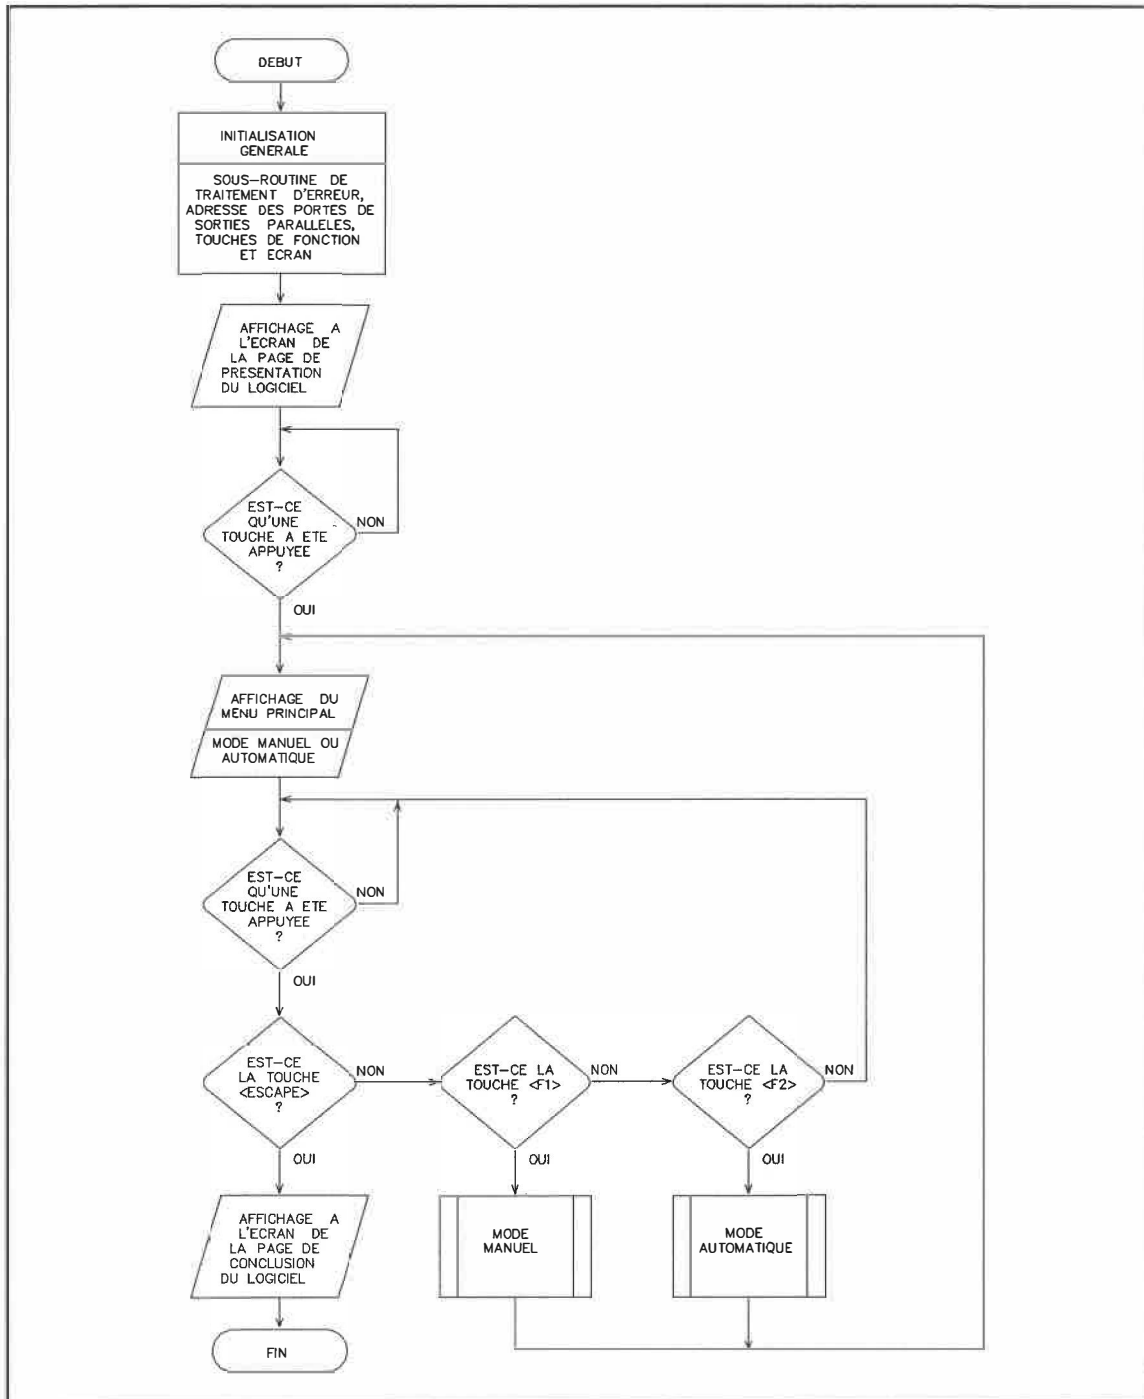 DEBUT
INITIALISATION
GENERALE
SOUS-ROUTINE DE
TRAITEMENT D'ERREUR,
ADRESSE DES PORTES DE
SORTIES PARALLELES,
TOUCHES DE FONCTION
ET ECRAN
AFFICHAGE A
L'ECRAN DE
LA PAGE DE
PRESENTATION
DU LOGICIEL
EST-CE
QU'UNE
TOUCHE A ETE
APPUYEE
?
NON
OUI
AFFICHAGE DU
MENU PRINCIPAL
MODE MANUEL OU
AUTOMATIQUE
EST-CE
QU'UNE
TOUCHE A ETE
APPUYEE
?
NON
OUI
EST-CE
LA TOUCHE
<ESCAPE>
?
NON
EST-CE LA
TOUCHE <F1>
?
NON
EST-CE LA
TOUCHE <F2>
?
NON
OUI
OUI
OUI
AFFICHAGE A
L'ECRAN DE
LA PAGE DE
CONCLUSION
DU LOGICIEL
MODE
MANUEL
MODE
AUTOMATIQUE
FIN